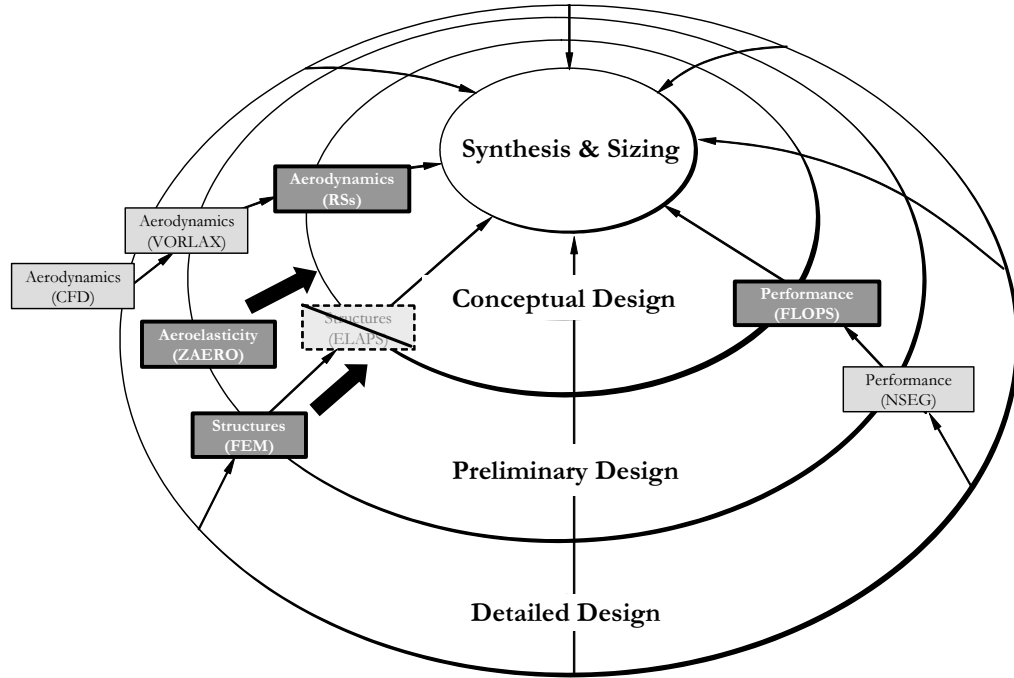 Synthesis & Sizing
Aerodynamics
(RSs)
Aerodynamics
(VORLAX)
Aerodynamics
(CFD)
Conceptual Design
Performance
(FLOPS)
Structures
(ELAPS)
Aeroelasticity
(ZAERO)
Performance
(NSEG)
Structures
(FEM)
Preliminary Design
Detailed Design